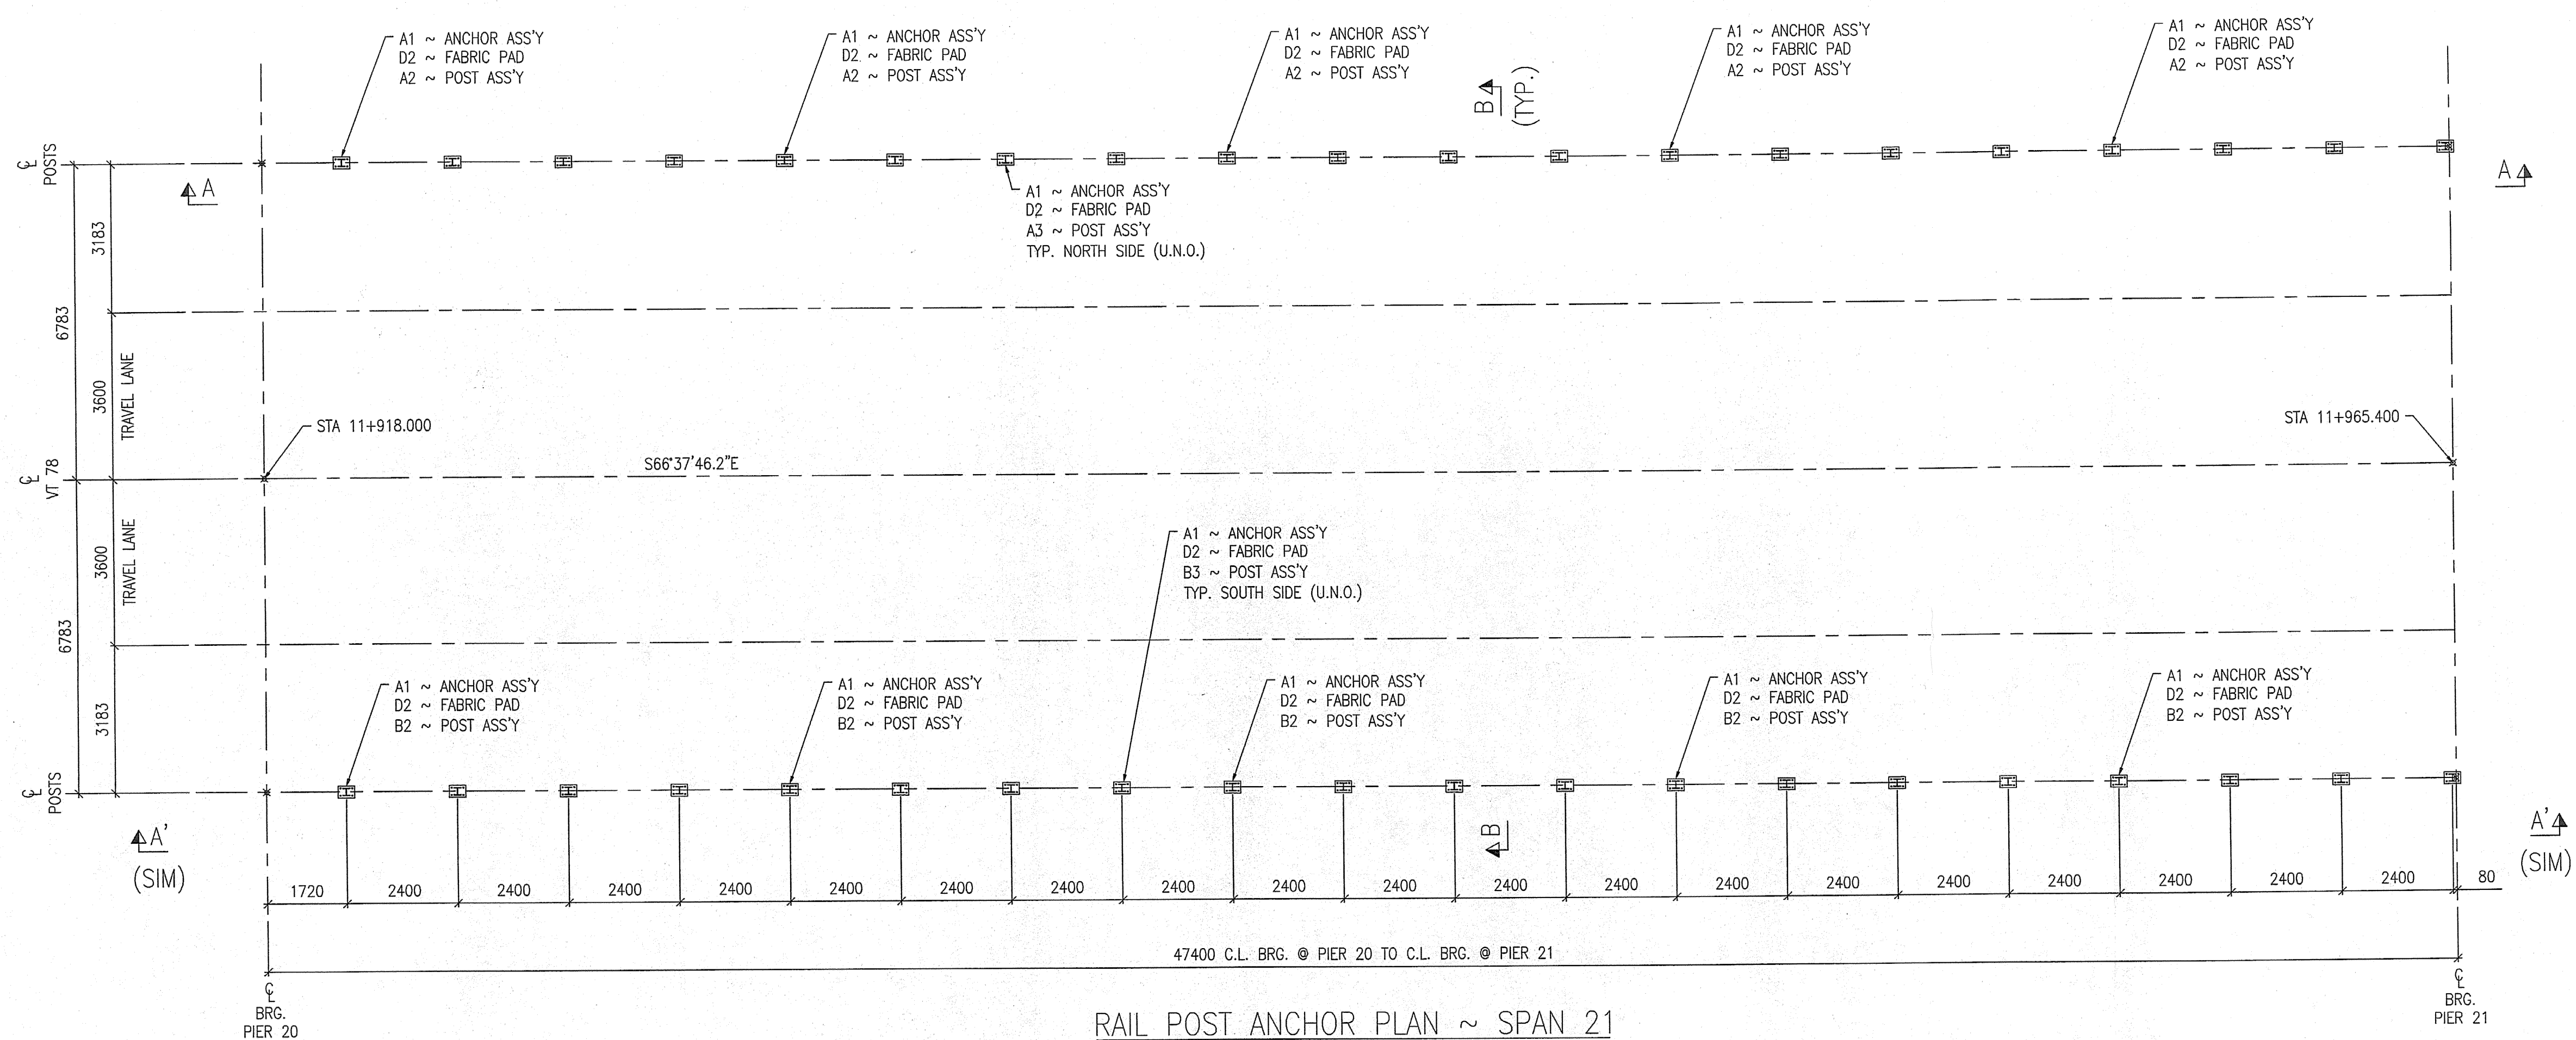 A1 ~ ANCHOR ASS'Y
D2 ~ FABRIC PAD
A2 ~ POST ASS'Y
A1 ~ ANCHOR ASS'Y
D2 ~ FABRIC PAD
A2 ~ POST ASS'Y
A1 ~ ANCHOR ASS'Y
D2 ~ FABRIC PAD
A2 ~ POST ASS'Y
A1 ~ ANCHOR ASS'Y
D2 ~ FABRIC PAD
A2 ~ POST ASS'Y
A1 ~ ANCHOR ASS'Y
D2 ~ FABRIC PAD
A2 ~ POST ASS'Y
B
(TYP.)
℄
POSTS
A
A
A1 ~ ANCHOR ASS'Y
D2 ~ FABRIC PAD
A3 ~ POST ASS'Y
TYP. NORTH SIDE (U.N.O.)
3183
6783
3600
TRAVEL LANE
STA 11+918.000
STA 11+965.400
S66°37'46.2"E
℄
VT 78
3600
TRAVEL LANE
6783
3183
A1 ~ ANCHOR ASS'Y
D2 ~ FABRIC PAD
B3 ~ POST ASS'Y
TYP. SOUTH SIDE (U.N.O.)
A1 ~ ANCHOR ASS'Y
D2 ~ FABRIC PAD
B2 ~ POST ASS'Y
A1 ~ ANCHOR ASS'Y
D2 ~ FABRIC PAD
B2 ~ POST ASS'Y
A1 ~ ANCHOR ASS'Y
D2 ~ FABRIC PAD
B2 ~ POST ASS'Y
A1 ~ ANCHOR ASS'Y
D2 ~ FABRIC PAD
B2 ~ POST ASS'Y
A1 ~ ANCHOR ASS'Y
D2 ~ FABRIC PAD
B2 ~ POST ASS'Y
℄
POSTS
A'
(SIM)
B
A'
(SIM)
1720 2400 2400 2400 2400 2400 2400 2400 2400 2400 2400 2400 2400 2400 2400 2400 2400 2400 2400 2400 80
47400 C.L. BRG. @ PIER 20 TO C.L. BRG. @ PIER 21
℄
BRG.
PIER 20
℄
BRG.
PIER 21
RAIL POST ANCHOR PLAN ~ SPAN 21